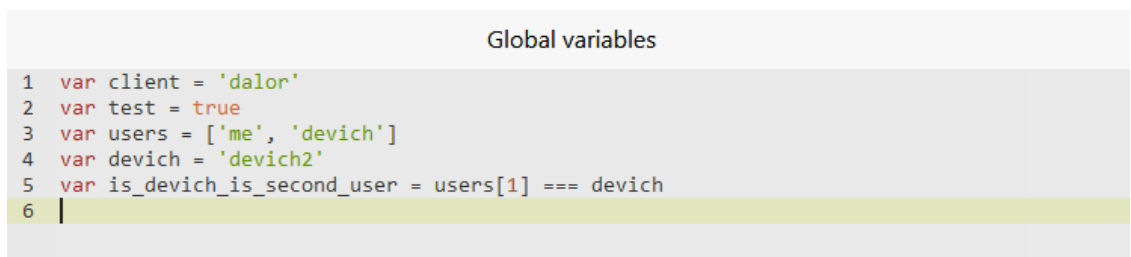 Global variables
1 var client = 'dalor'
2 var test = true
3 var users = ['me', 'devich']
4 var devich = 'devich2'
5 var is_devich_is_second_user = users[1] === devich
6